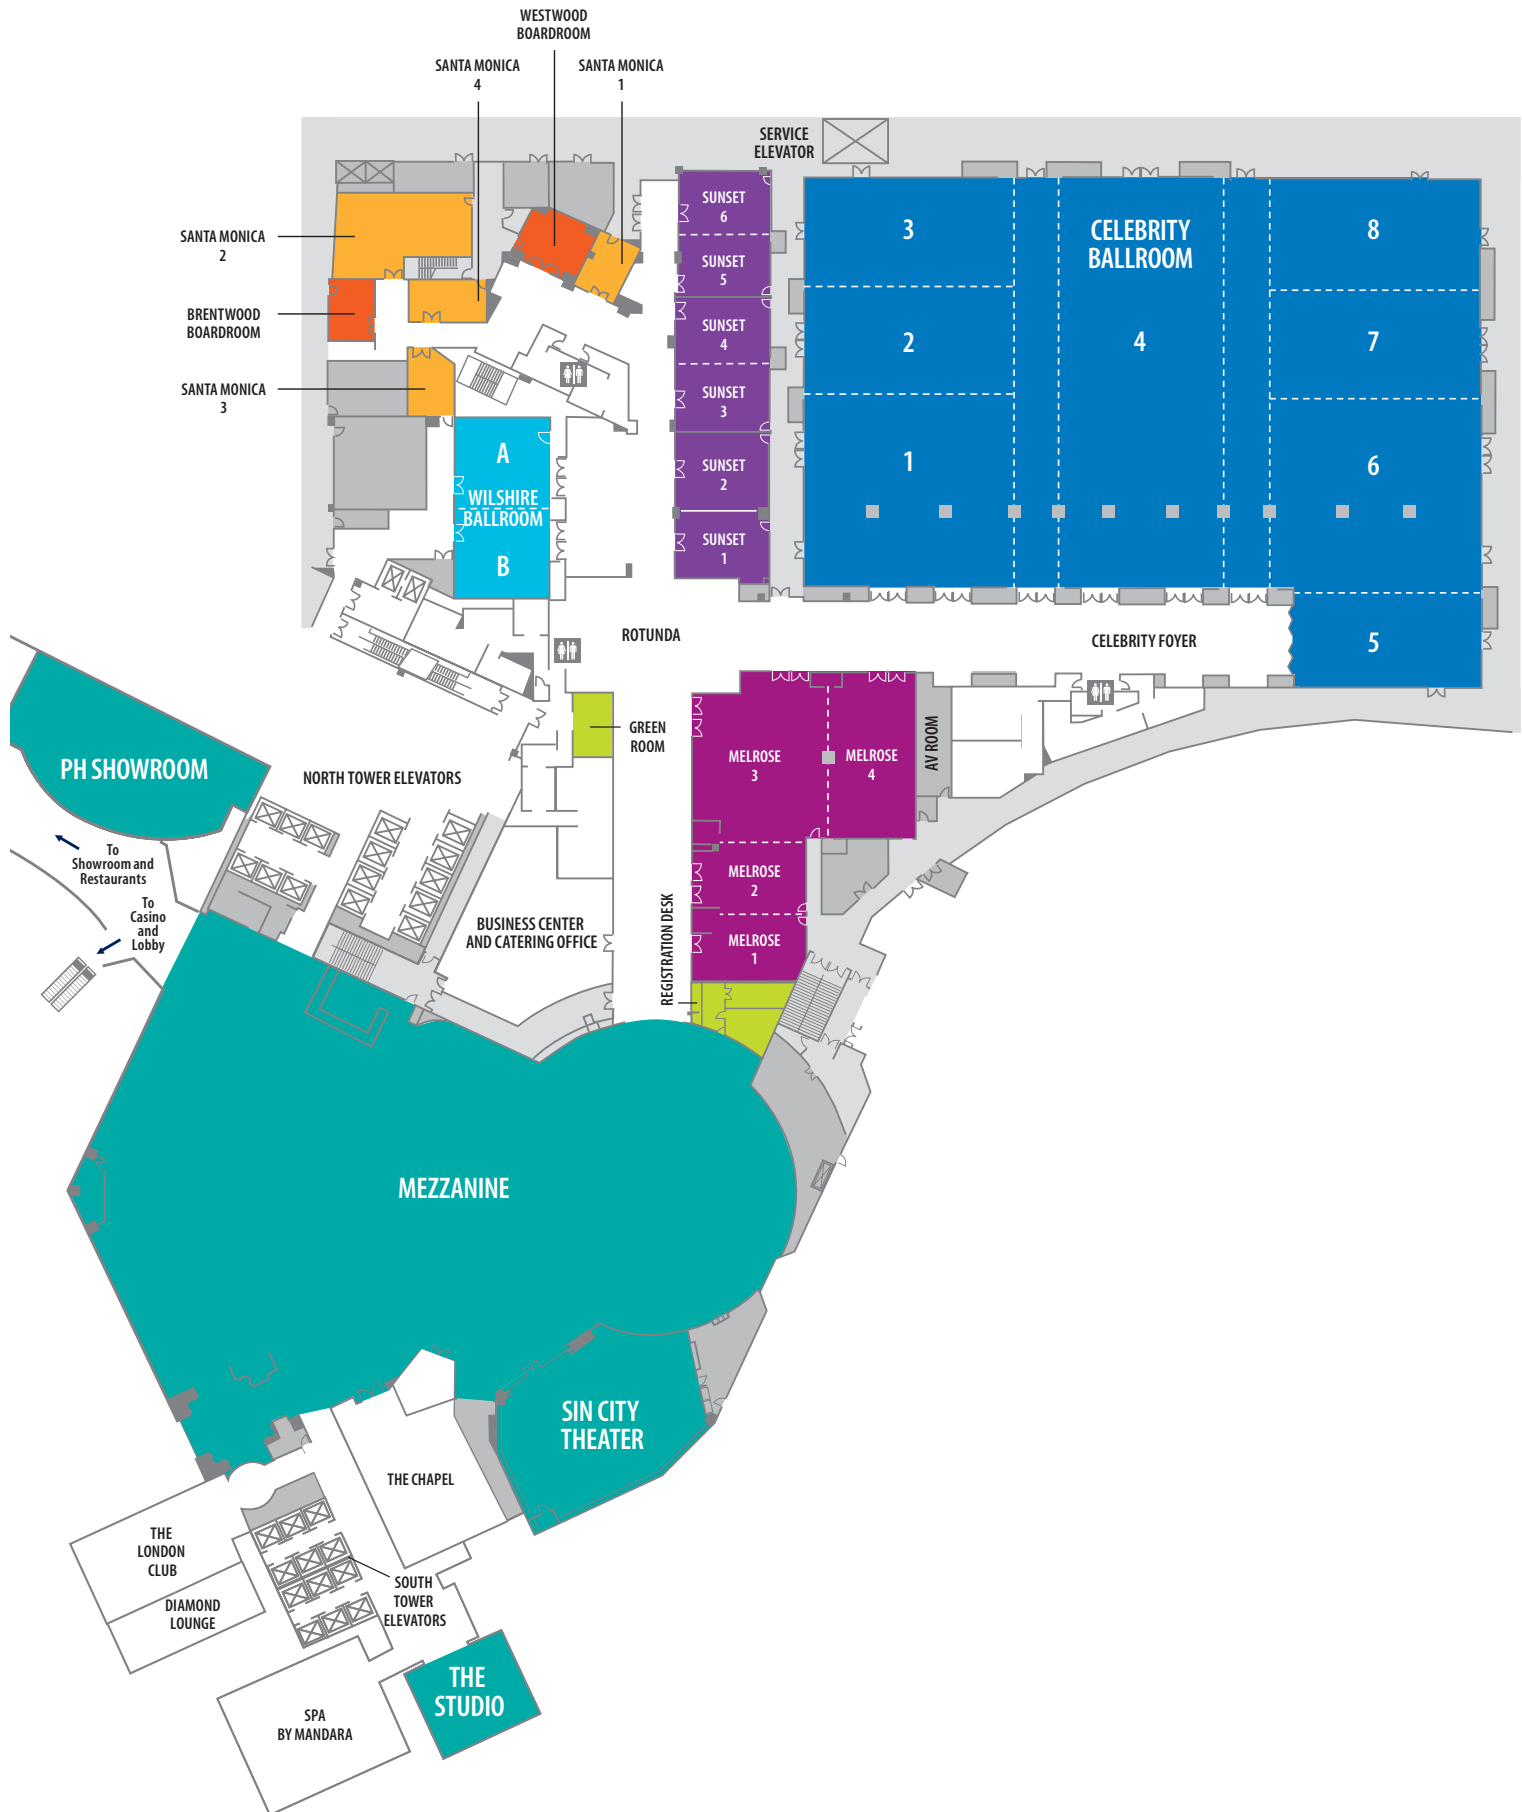 WESTWOOD
BOARDROOM
SANTA MONICA
4
SANTA MONICA
1
SERVICE
ELEVATOR
SANTA MONICA
2
BRENTWOOD
BOARDROOM
SANTA MONICA
3
SUNSET
6
SUNSET
5
SUNSET
4
SUNSET
3
SUNSET
2
SUNSET
1
3
CELEBRITY
BALLROOM
8
2
4
7
1
6
5
A
WILSHIRE
BALLROOM
B
ROTUNDA
CELEBRITY FOYER
GREEN
ROOM
MELROSE
3
MELROSE
4
AV ROOM
MELROSE
2
MELROSE
1
REGISTRATION DESK
PH SHOWROOM
NORTH TOWER ELEVATORS
To
Showroom and
Restaurants
To
Casino
and
Lobby
BUSINESS CENTER
AND CATERING OFFICE
MEZZANINE
SIN CITY
THEATER
THE CHAPEL
THE
LONDON
CLUB
DIAMOND
LOUNGE
SOUTH
TOWER
ELEVATORS
THE
STUDIO
SPA
BY MANDARA